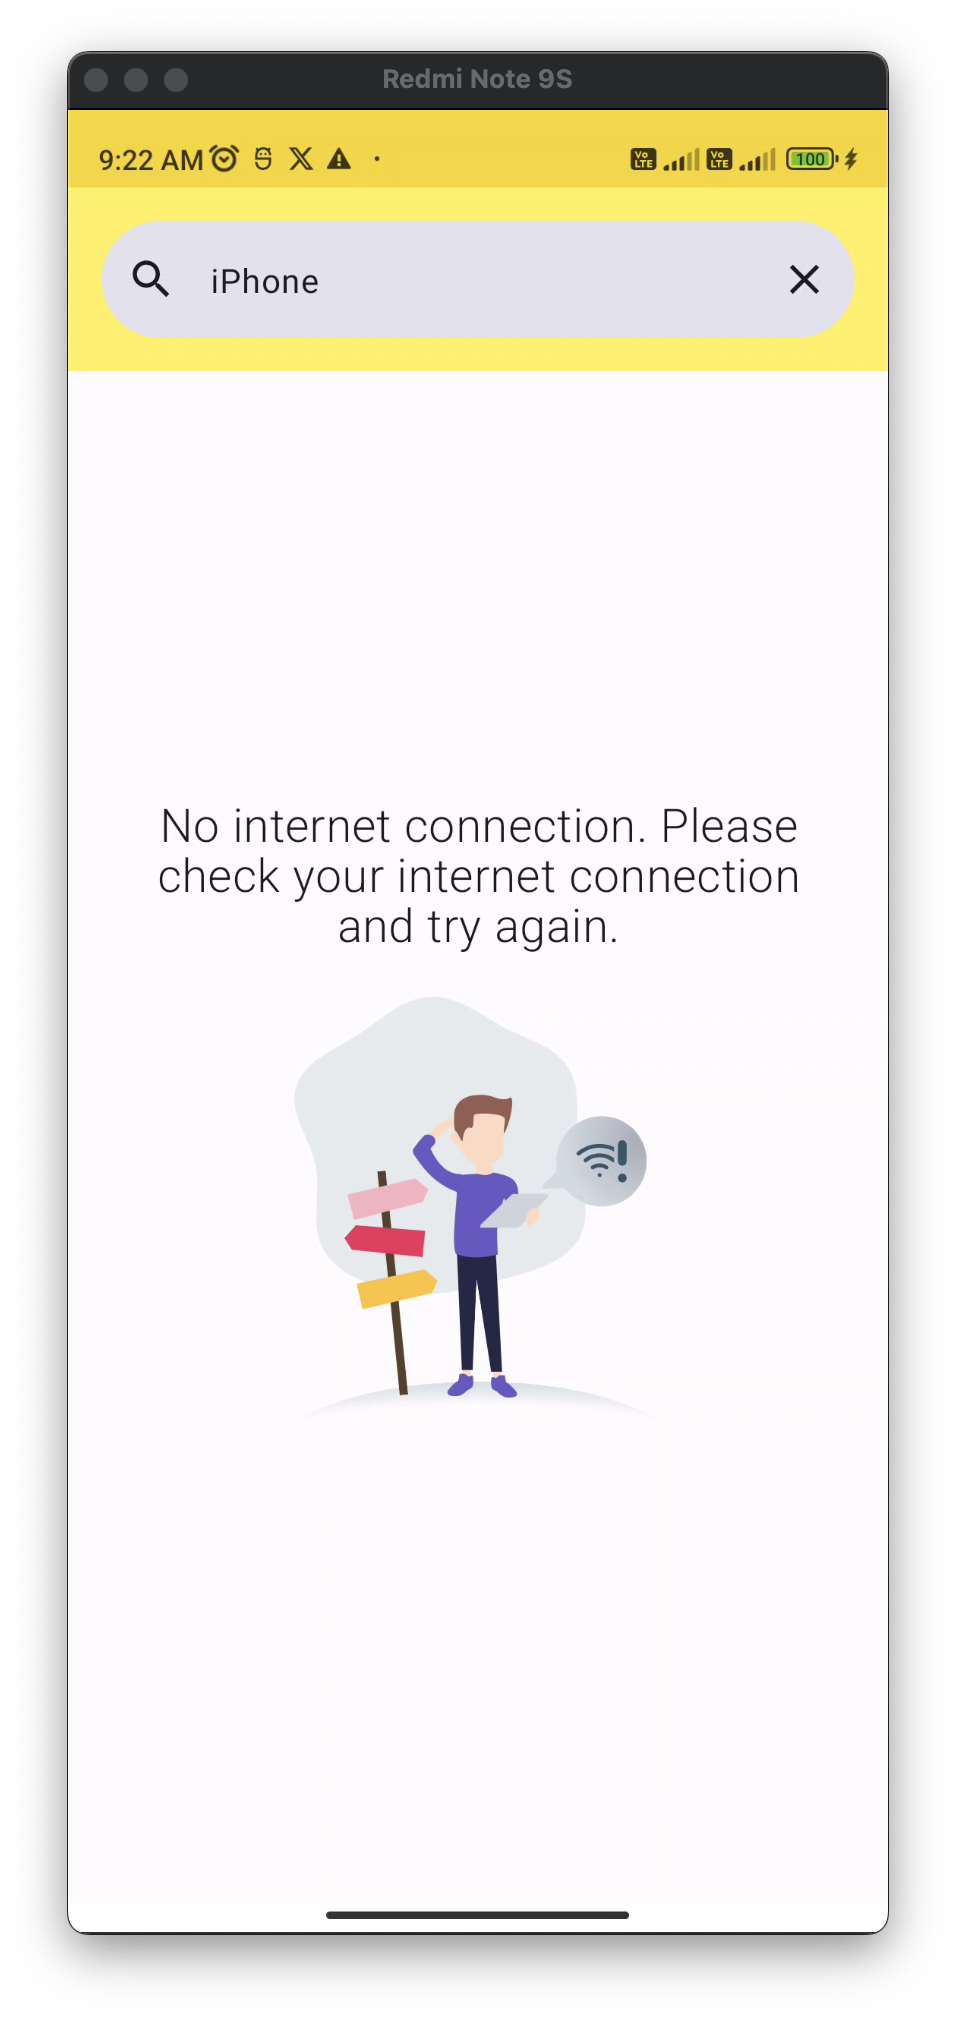 Redmi Note 9S
9:22 AM
Vo LTE Vo LTE 100
iPhone
No internet connection. Please
check your internet connection
and try again.